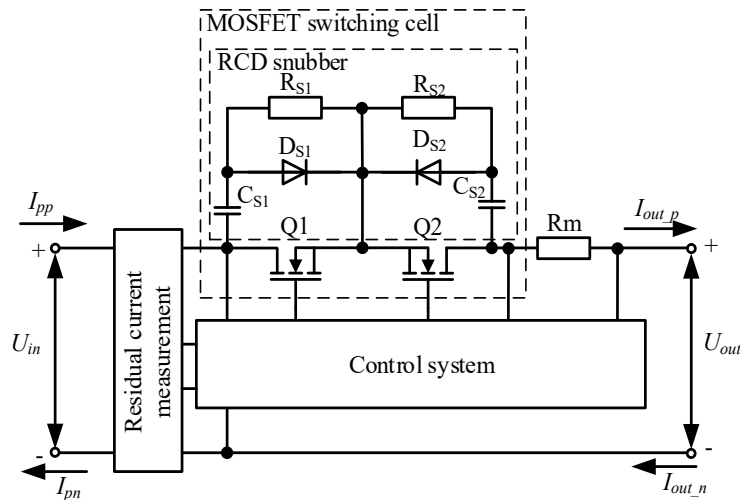 MOSFET switching cell
RCD snubber
RS1
RS2
DS1
DS2
CS1
CS2
Ipp
Q1
Q2
Rm
Iout_p
+
+
Uin
Residual current
measurement
Control system
Uout
-
-
Ipn
Iout_n